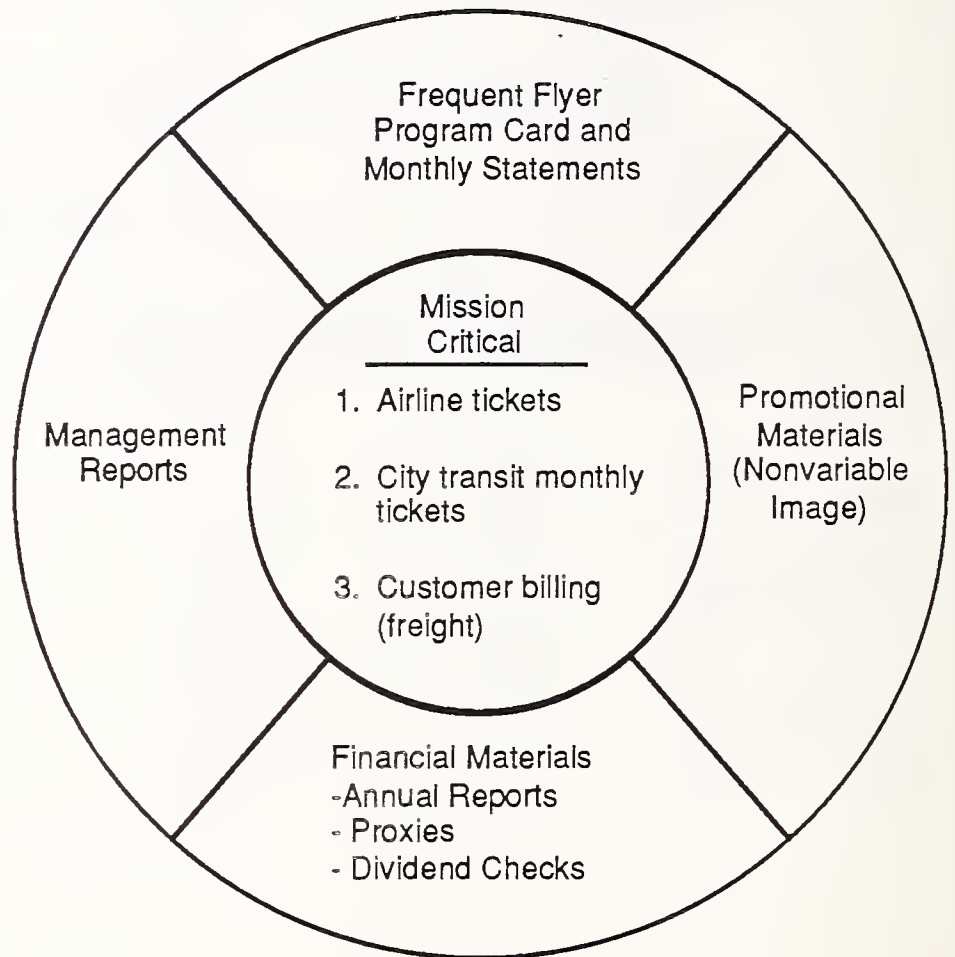 Frequent Flyer
Program Card and
Monthly Statements
Mission
Critical
1. Airline tickets
2. City transit monthly
tickets
3. Customer billing
(freight)
Management
Reports
Promotional
Materials
(Nonvariable
Image)
Financial Materials
-Annual Reports
- Proxies
- Dividend Checks